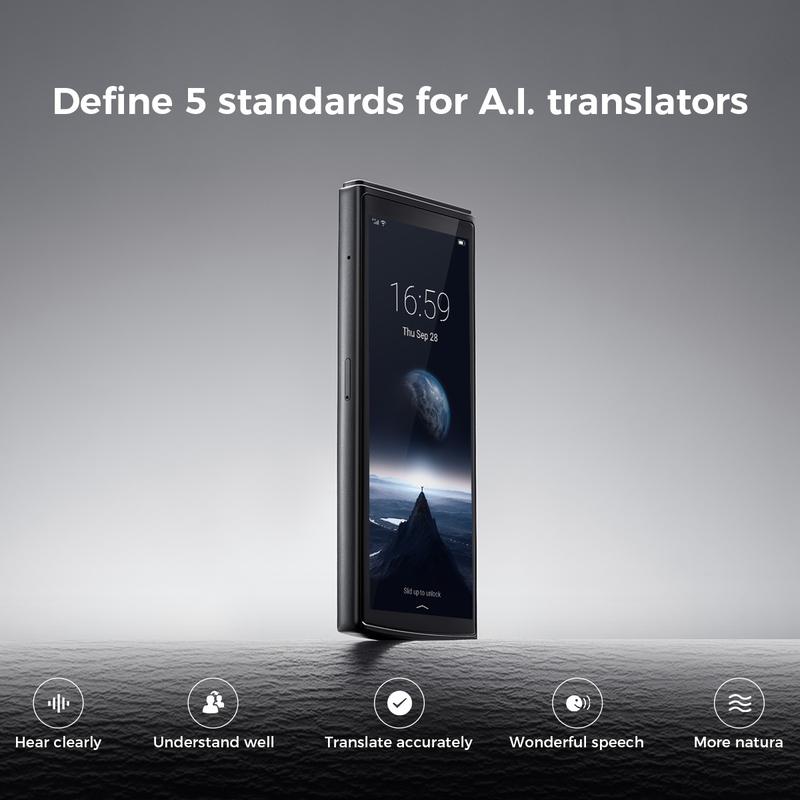 Define 5 standards for A.I. translators
16:59
Thu Sep 28
Slid up to unlock
Hear clearly
Understand well
Translate accurately
Wonderful speech
More natura